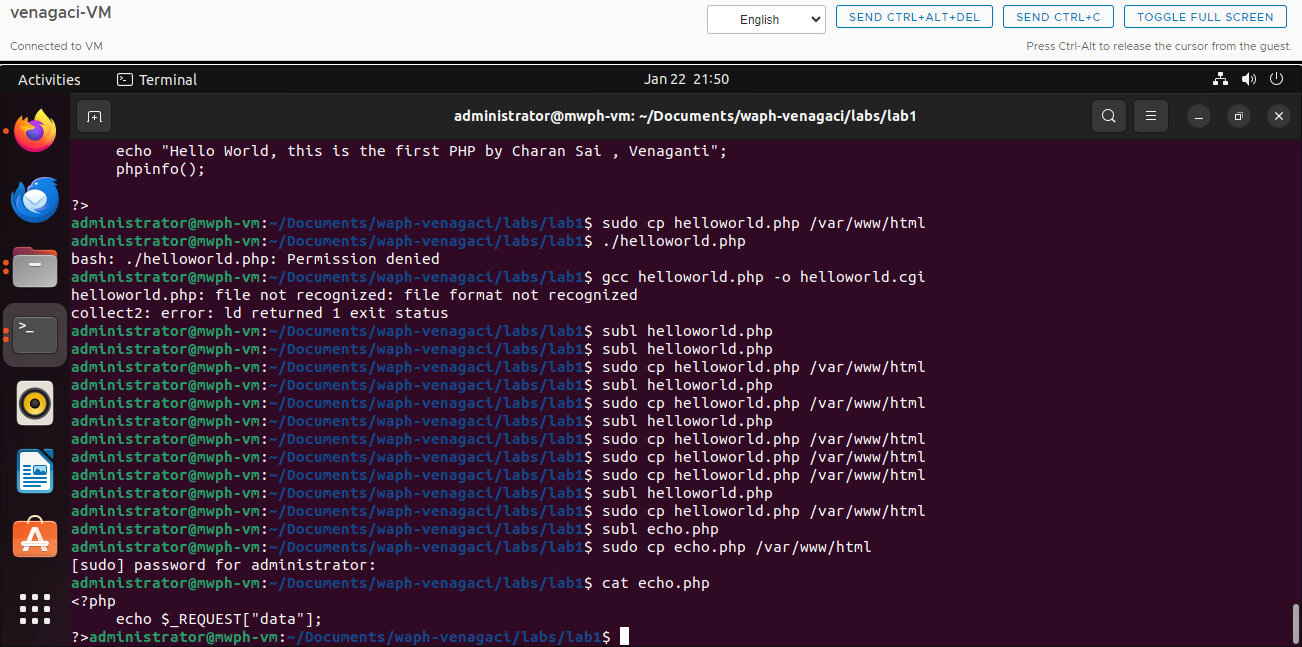 venagaci-VM
English
SEND CTRL+ALT+DEL
SEND CTRL+C
TOGGLE FULL SCREEN
Connected to VM
Press Ctrl-Alt to release the cursor from the guest.
Activities
Terminal
Jan 22 21:50
administrator@mwph-vm: ~/Documents/waph-venagaci/labs/lab1
echo "Hello World, this is the first PHP by Charan Sai , Venaganti";
phpinfo();
?>
administrator@mwph-vm:~/Documents/waph-venagaci/labs/lab1$ sudo cp helloworld.php /var/www/html
administrator@mwph-vm:~/Documents/waph-venagaci/labs/lab1$ ./helloworld.php
bash: ./helloworld.php: Permission denied
administrator@mwph-vm:~/Documents/waph-venagaci/labs/lab1$ gcc helloworld.php -o helloworld.cgi
helloworld.php: file not recognized: file format not recognized
collect2: error: ld returned 1 exit status
administrator@mwph-vm:~/Documents/waph-venagaci/labs/lab1$ subl helloworld.php
administrator@mwph-vm:~/Documents/waph-venagaci/labs/lab1$ subl helloworld.php
administrator@mwph-vm:~/Documents/waph-venagaci/labs/lab1$ sudo cp helloworld.php /var/www/html
administrator@mwph-vm:~/Documents/waph-venagaci/labs/lab1$ subl helloworld.php
administrator@mwph-vm:~/Documents/waph-venagaci/labs/lab1$ sudo cp helloworld.php /var/www/html
administrator@mwph-vm:~/Documents/waph-venagaci/labs/lab1$ subl helloworld.php
administrator@mwph-vm:~/Documents/waph-venagaci/labs/lab1$ sudo cp helloworld.php /var/www/html
administrator@mwph-vm:~/Documents/waph-venagaci/labs/lab1$ sudo cp helloworld.php /var/www/html
administrator@mwph-vm:~/Documents/waph-venagaci/labs/lab1$ sudo cp helloworld.php /var/www/html
administrator@mwph-vm:~/Documents/waph-venagaci/labs/lab1$ subl helloworld.php
administrator@mwph-vm:~/Documents/waph-venagaci/labs/lab1$ sudo cp helloworld.php /var/www/html
administrator@mwph-vm:~/Documents/waph-venagaci/labs/lab1$ subl echo.php
administrator@mwph-vm:~/Documents/waph-venagaci/labs/lab1$ sudo cp echo.php /var/www/html
[sudo] password for administrator:
administrator@mwph-vm:~/Documents/waph-venagaci/labs/lab1$ cat echo.php
<?php
echo $_REQUEST["data"];
?>administrator@mwph-vm:~/Documents/waph-venagaci/labs/lab1$